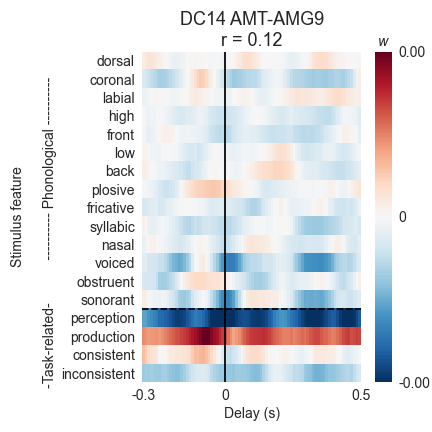 DC14 AMT-AMG9
r = 0.12
w
0.00
0
-0.00
Stimulus feature
---------- Phonological ----------
-Task-related-
dorsal
coronal
labial
high
front
low
back
plosive
fricative
syllabic
nasal
voiced
obstruent
sonorant
perception
production
consistent
inconsistent
-0.3
0
0.5
Delay (s)